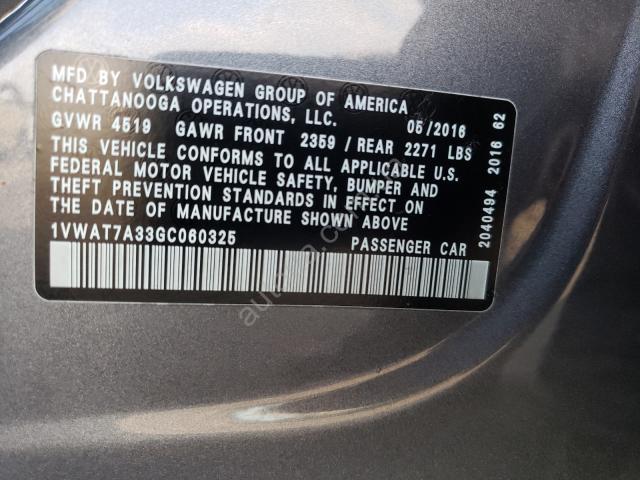 MFD BY VOLKSWAGEN GROUP OF AMERICA
CHATTANOOGA OPERATIONS, LLC. 05/2016
GVWR 4519 GAWR FRONT 2359 / REAR 2271 LBS
THIS VEHICLE CONFORMS TO ALL APPLICABLE U.S.
FEDERAL MOTOR VEHICLE SAFETY, BUMPER AND
THEFT PREVENTION STANDARDS IN EFFECT ON
THE DATE OF MANUFACTURE SHOWN ABOVE
1VWAT7A33GC060325 PASSENGER CAR
2040494 2016 62